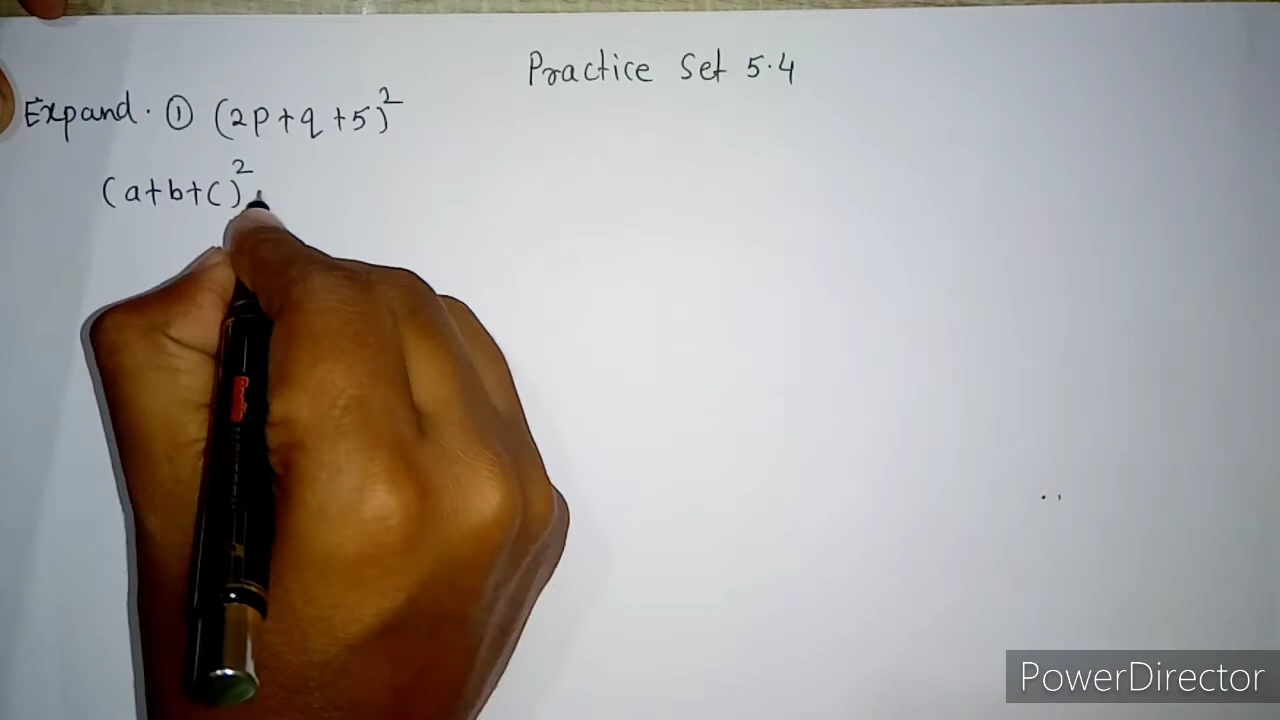 Practice Set 5.4
Expand. ① (2p+q+5)²
(a+b+c)²
PowerDirector